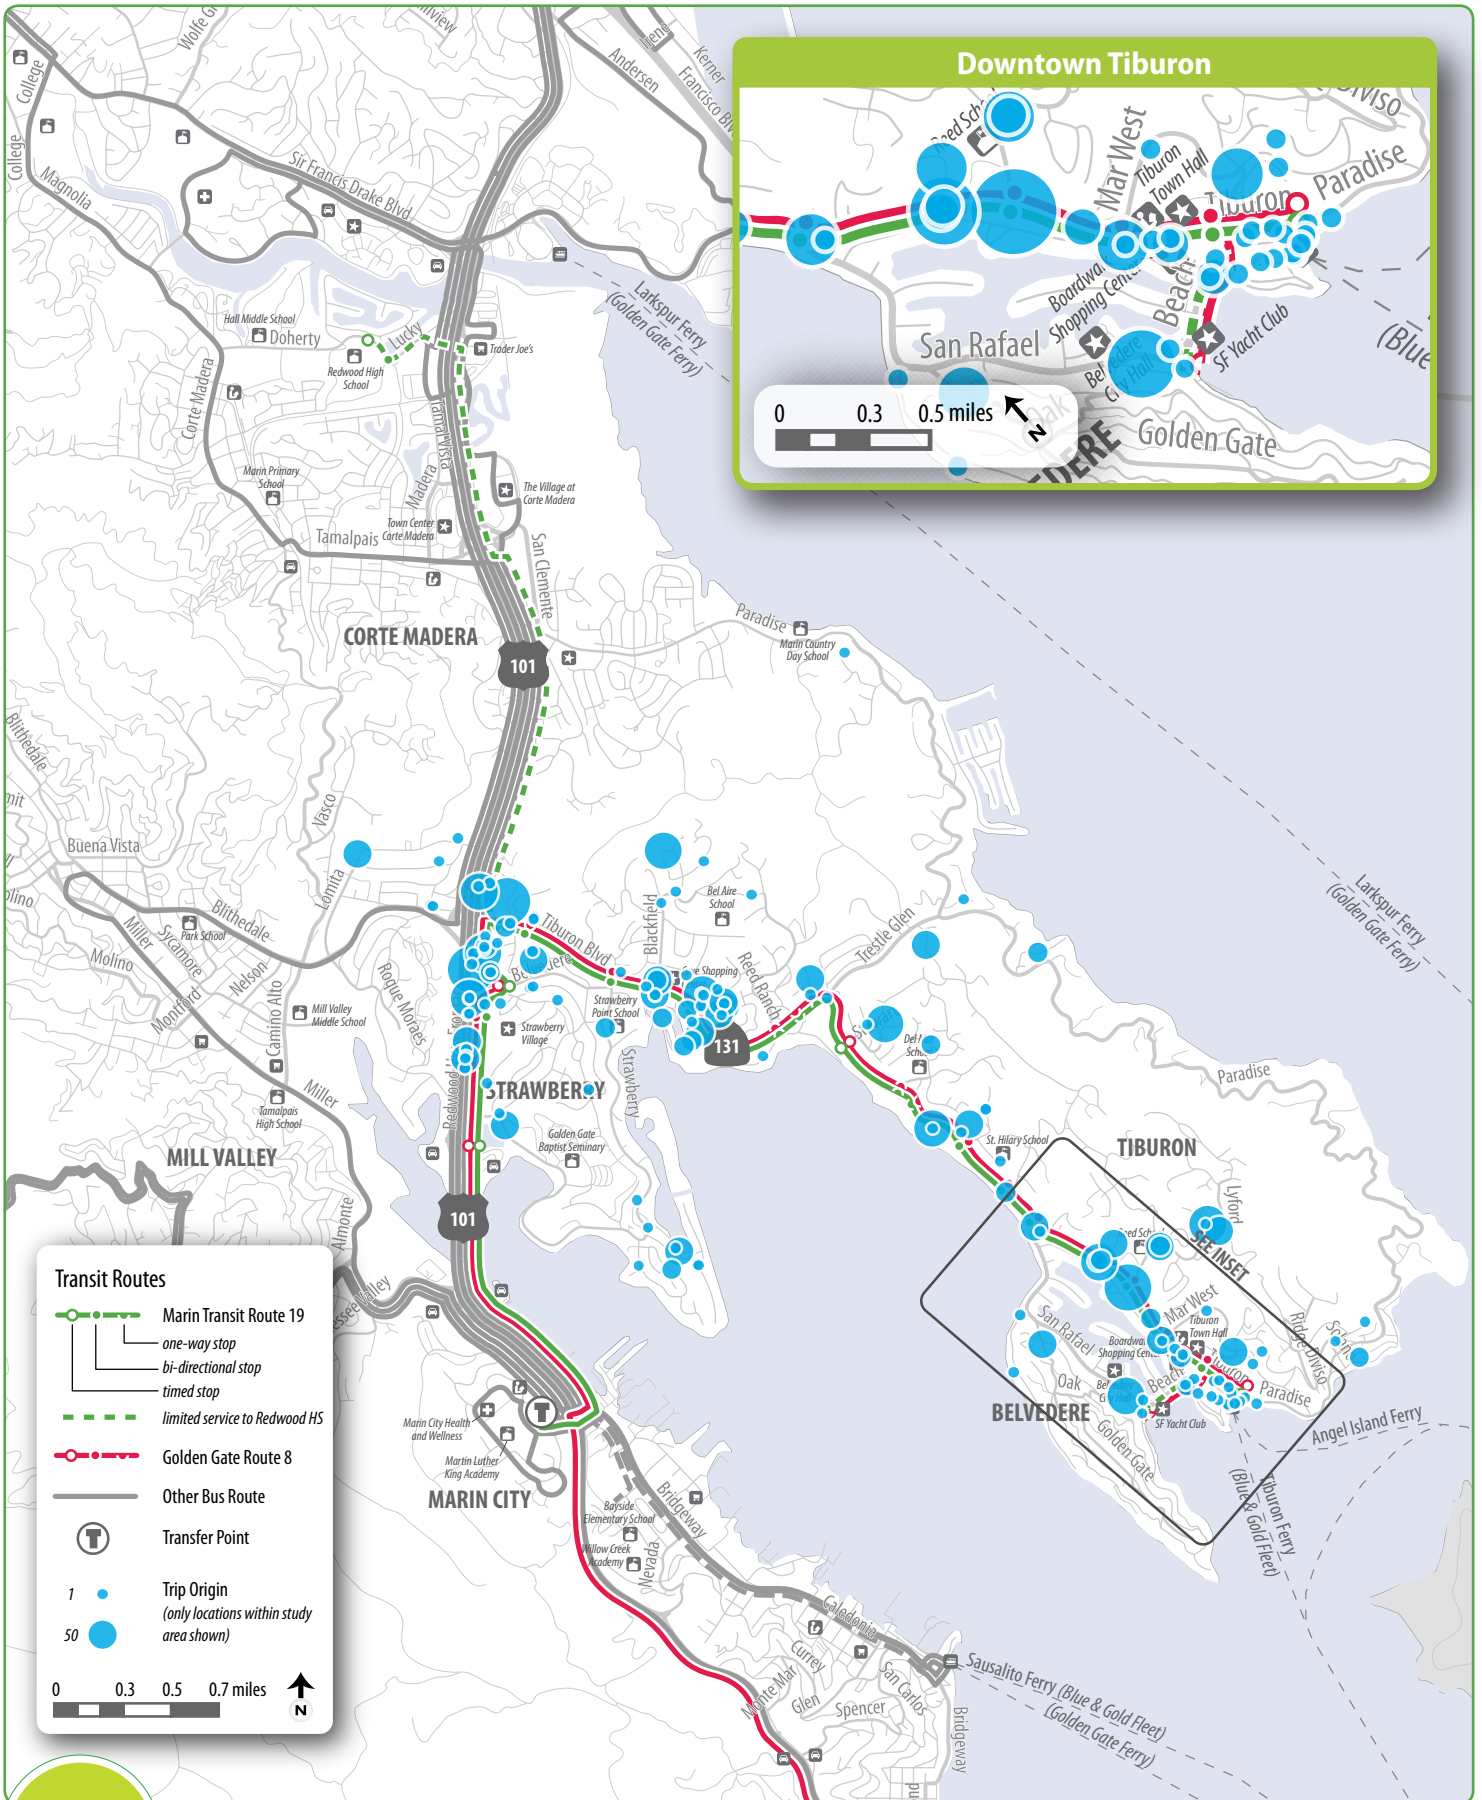 Downtown Tiburon
Mar West
Tiburon
Town Hall
Tiburon
Paradise
Beach
San Rafael
SF Yacht Club
Golden Gate
(Blue
0 0.3 0.5 miles
N
College
College
Magnolia
Sir Francis Drake Blvd
Andersen
Irene
Kerner
Larkspur Ferry
(Golden Gate Ferry)
Hall Middle School
Doherty
Lucky
Redwood High
School
Trader Joe's
Corte Madera
Tamal Vista
Madera
Marin Primary
School
The Village at
Corte Madera
Town Center
Corte Madera
Tamalpais
San Clemente
CORTE MADERA
101
Paradise
Marin Country
Day School
Blithedale
Buena Vista
Vasco
Lomita
Blithedale
Park School
Miller
Sycamore
Molino
Nelson
Montford
Camino Alto
Mill Valley
Middle School
Roque Moraes
Miller
Tamalpais
High School
MILL VALLEY
Almonte
Tiburon Blvd
Belvedere
Blackfield
Bel Aire
School
Reed Ranch
Trestle Glen
Strawberry
Point School
Strawberry
Village
131
STRAWBERRY
Strawberry
Golden Gate
Baptist Seminary
101
St. Hilary School
Larkspur Ferry
(Golden Gate Ferry)
Paradise
TIBURON
Lyford
SEE INSET
Mar West
Tiburon
Town Hall
San Rafael
Oak
Beach
Tiburon
Paradise
Ridge
Diviso
SF Yacht Club
BELVEDERE
Golden Gate
Angel Island Ferry
Tiburon Ferry
(Blue & Gold Fleet)
Marin City Health
and Wellness
Martin Luther
King Academy
MARIN CITY
Bayside
Elementary School
Willow Creek
Academy
Nevada
Bridgeway
Caledonia
Currey
Monte Mar
Glen
Spencer
San Carlos
Bridgeway
Sausalito Ferry (Blue & Gold Fleet)
(Golden Gate Ferry)
Transit Routes
Marin Transit Route 19
one-way stop
bi-directional stop
timed stop
limited service to Redwood HS
Golden Gate Route 8
Other Bus Route
T Transfer Point
1 Trip Origin
(only locations within study
50 area shown)
0 0.3 0.5 0.7 miles
N